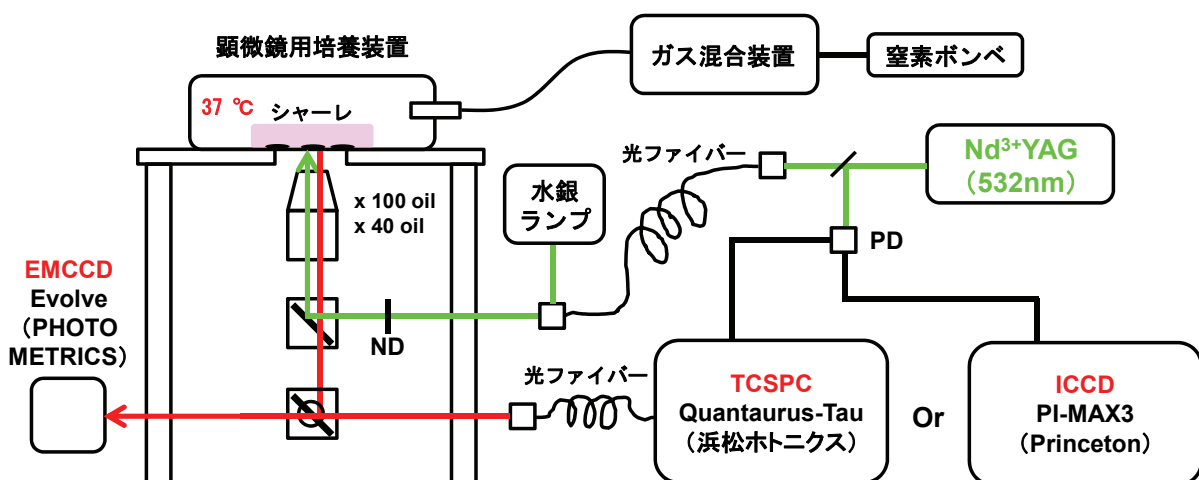 顕微鏡用培養装置
ガス混合装置
窒素ボンベ
37 ℃
シャーレ
光ファイバー
Nd³⁺YAG
（532nm）
x 100 oil
x 40 oil
水銀
ランプ
PD
EMCCD
Evolve
（PHOTO
METRICS）
ND
光ファイバー
TCSPC
Quantaurus-Tau
（浜松ホトニクス）
Or
ICCD
PI-MAX3
（Princeton）